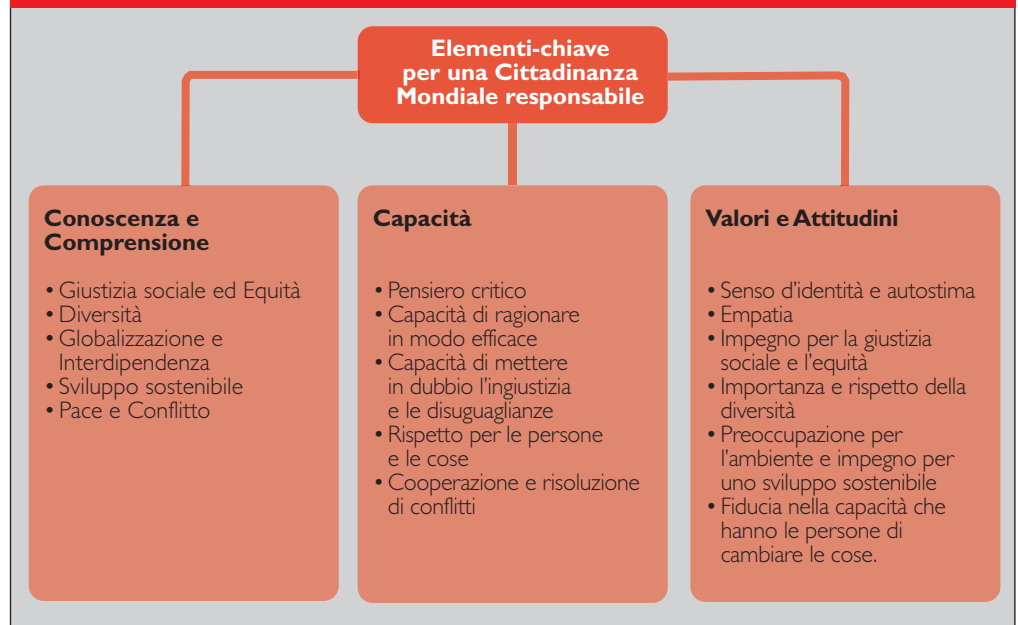 Elementi-chiave
per una Cittadinanza
Mondiale responsabile
Conoscenza e
Comprensione
• Giustizia sociale ed Equità
• Diversità
• Globalizzazione e
Interdipendenza
• Sviluppo sostenibile
• Pace e Conflitto
Capacità
• Pensiero critico
• Capacità di ragionare
in modo efficace
• Capacità di mettere
in dubbio l’ingiustizia
e le disuguaglianze
• Rispetto per le persone
e le cose
• Cooperazione e risoluzione
di conflitti
Valori e Attitudini
• Senso d’identità e autostima
• Empatia
• Impegno per la giustizia
sociale e l’equità
• Importanza e rispetto della
diversità
• Preoccupazione per
l’ambiente e impegno per
uno sviluppo sostenibile
• Fiducia nella capacità che
hanno le persone di
cambiare le cose.